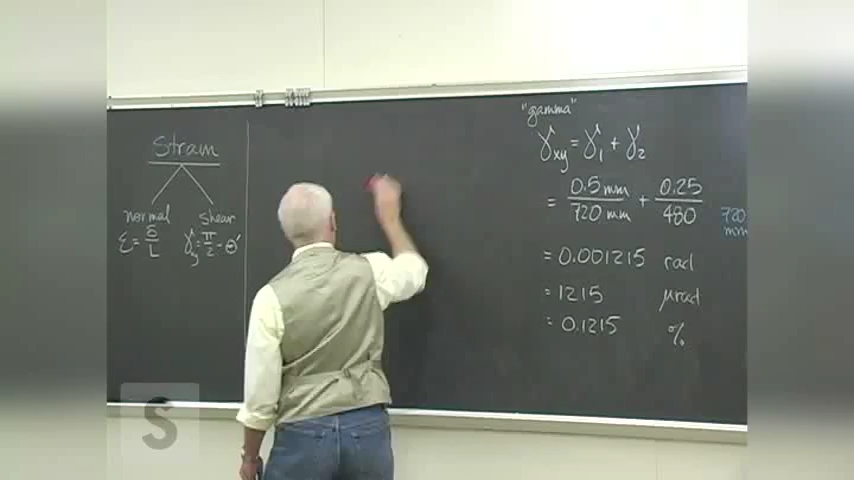 Strain
normal shear
ε = δ/L γxy = π/2 - θ'
"gamma"
γxy = γ1 + γ2
= 0.5 mm/720 mm + 0.25/480
720 mm
= 0.001215 rad
= 1215 μrad
= 0.1215 %
S